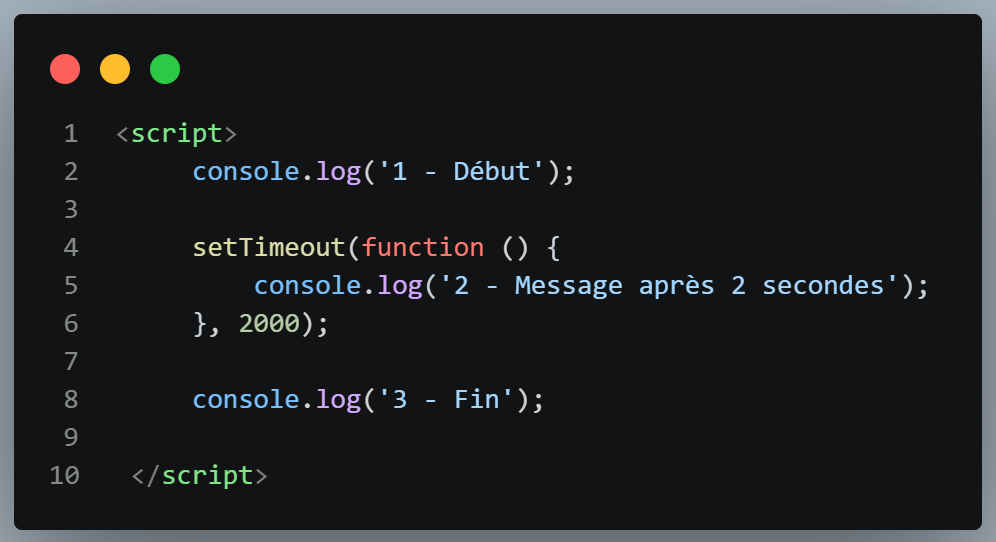 1 <script>
2 console.log('1 - Début');
3
4 setTimeout(function () {
5 console.log('2 - Message après 2 secondes');
6 }, 2000);
7
8 console.log('3 - Fin');
9
10 </script>